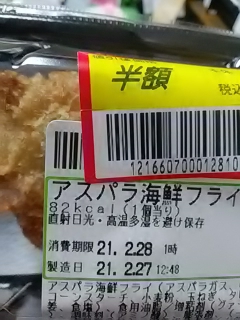 半額
税込
121660700012810
アスパラ海鮮フライ
82kcal(1個当り)
直射日光・高温多湿を避け保存
消費期限 21.2.28 1時
製造日 21.2.27 12:48
アスパラ海鮮フライ(アスパラガス、
コーンスターチ、小麦粉、玉ねぎ、